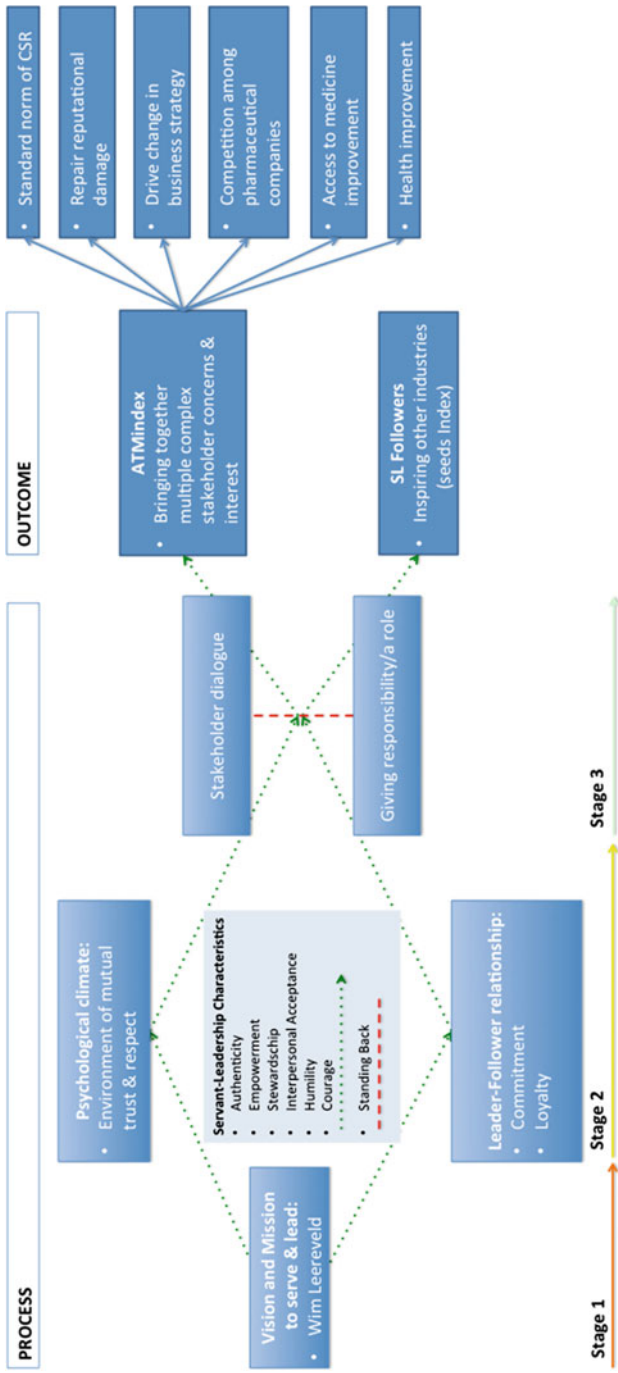 PROCESS
OUTCOME
Vision and Mission
to serve & lead:
• Wim Leereveld
Psychological climate:
• Environment of mutual
trust & respect
Servant-Leadership Characteristics
• Authenticity
• Empowerment
• Stewardschip
• Interpersonal Acceptance
• Humility
• Courage
• Standing Back
Leader-Follower relationship:
• Commitment
• Loyalty
Stakeholder dialogue
Giving responsibility/a role
ATMindex
• Bringing together
multiple complex
stakeholder concerns &
interest
SL Followers
• Inspiring other industries
(seeds Index)
• Standard norm of CSR
• Repair reputational
damage
• Drive change in
business strategy
• Competition among
pharmaceutical
companies
• Access to medicine
improvement
• Health improvement
Stage 1
Stage 2
Stage 3